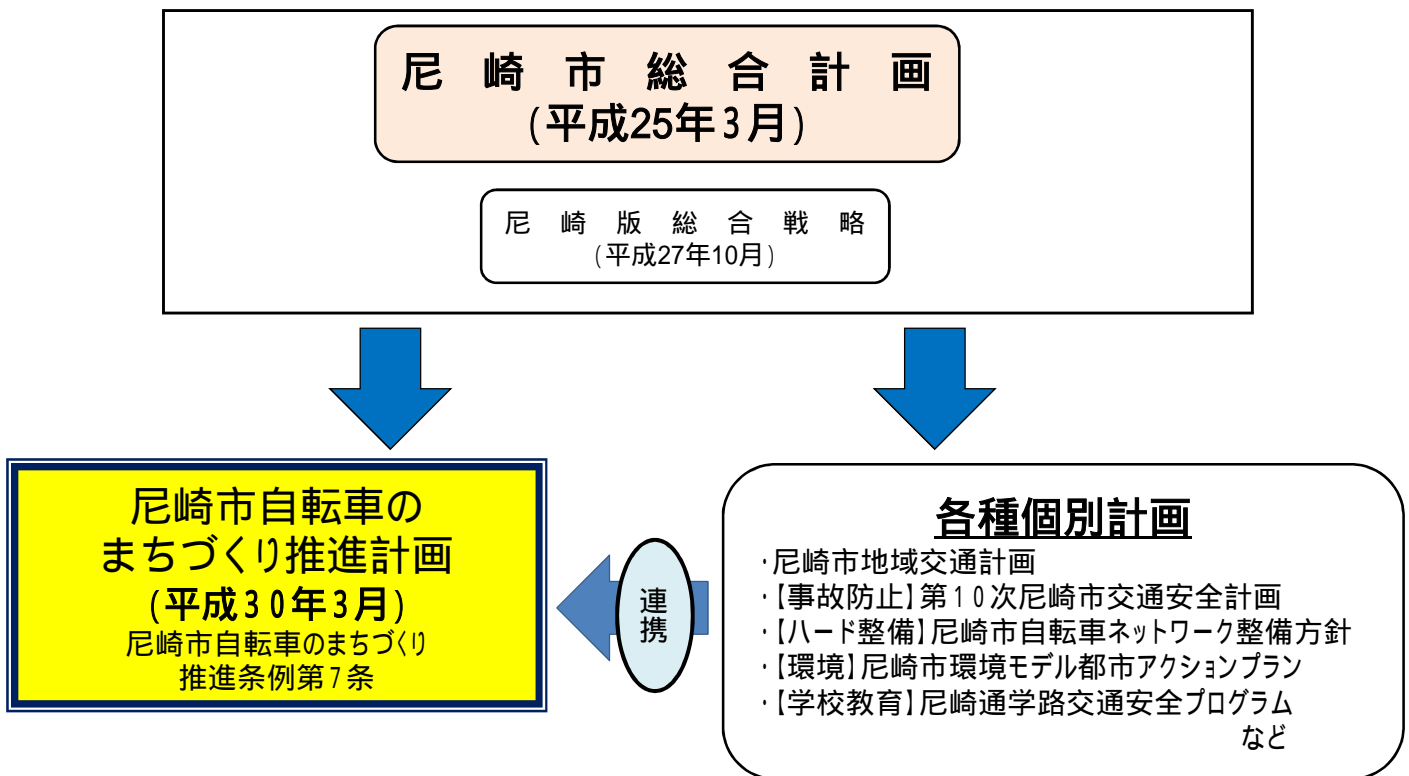 尼崎市総合計画
(平成25年3月)
尼崎版総合戦略
(平成27年10月)
尼崎市自転車の
まちづくり推進計画
(平成30年3月)
尼崎市自転車のまちづくり
推進条例第7条
連携
各種個別計画
・尼崎市地域交通計画
・【事故防止】第10次尼崎市交通安全計画
・【ハード整備】尼崎市自転車ネットワーク整備方針
・【環境】尼崎市環境モデル都市アクションプラン
・【学校教育】尼崎通学路交通安全プログラム
など